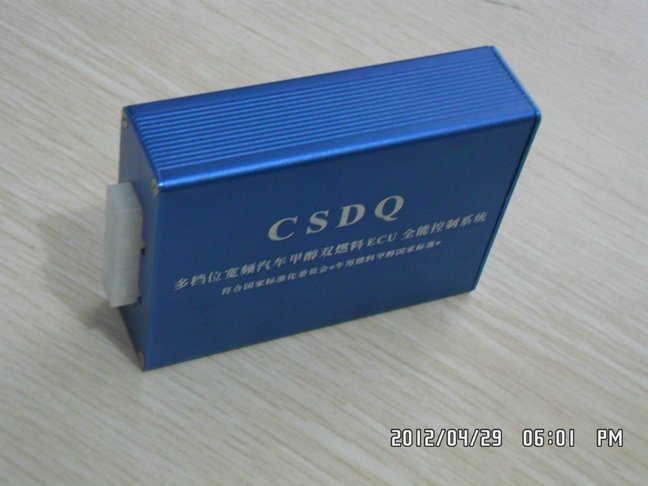 CSDQ
多档位宽频汽车甲醇双燃料ECU 全能控制系统
符合国家标准化委员会●车用燃料甲醇国家标准●
2012/04/29 06:01 PM